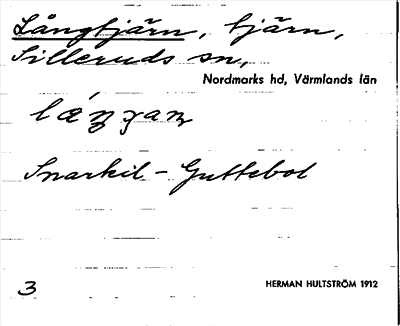 Långtjärn, tjärn,
Silleruds sn,
Nordmarks hd, Värmlands län
Snarkil - Guttebol
3
HERMAN HULTSTRÖM 1912